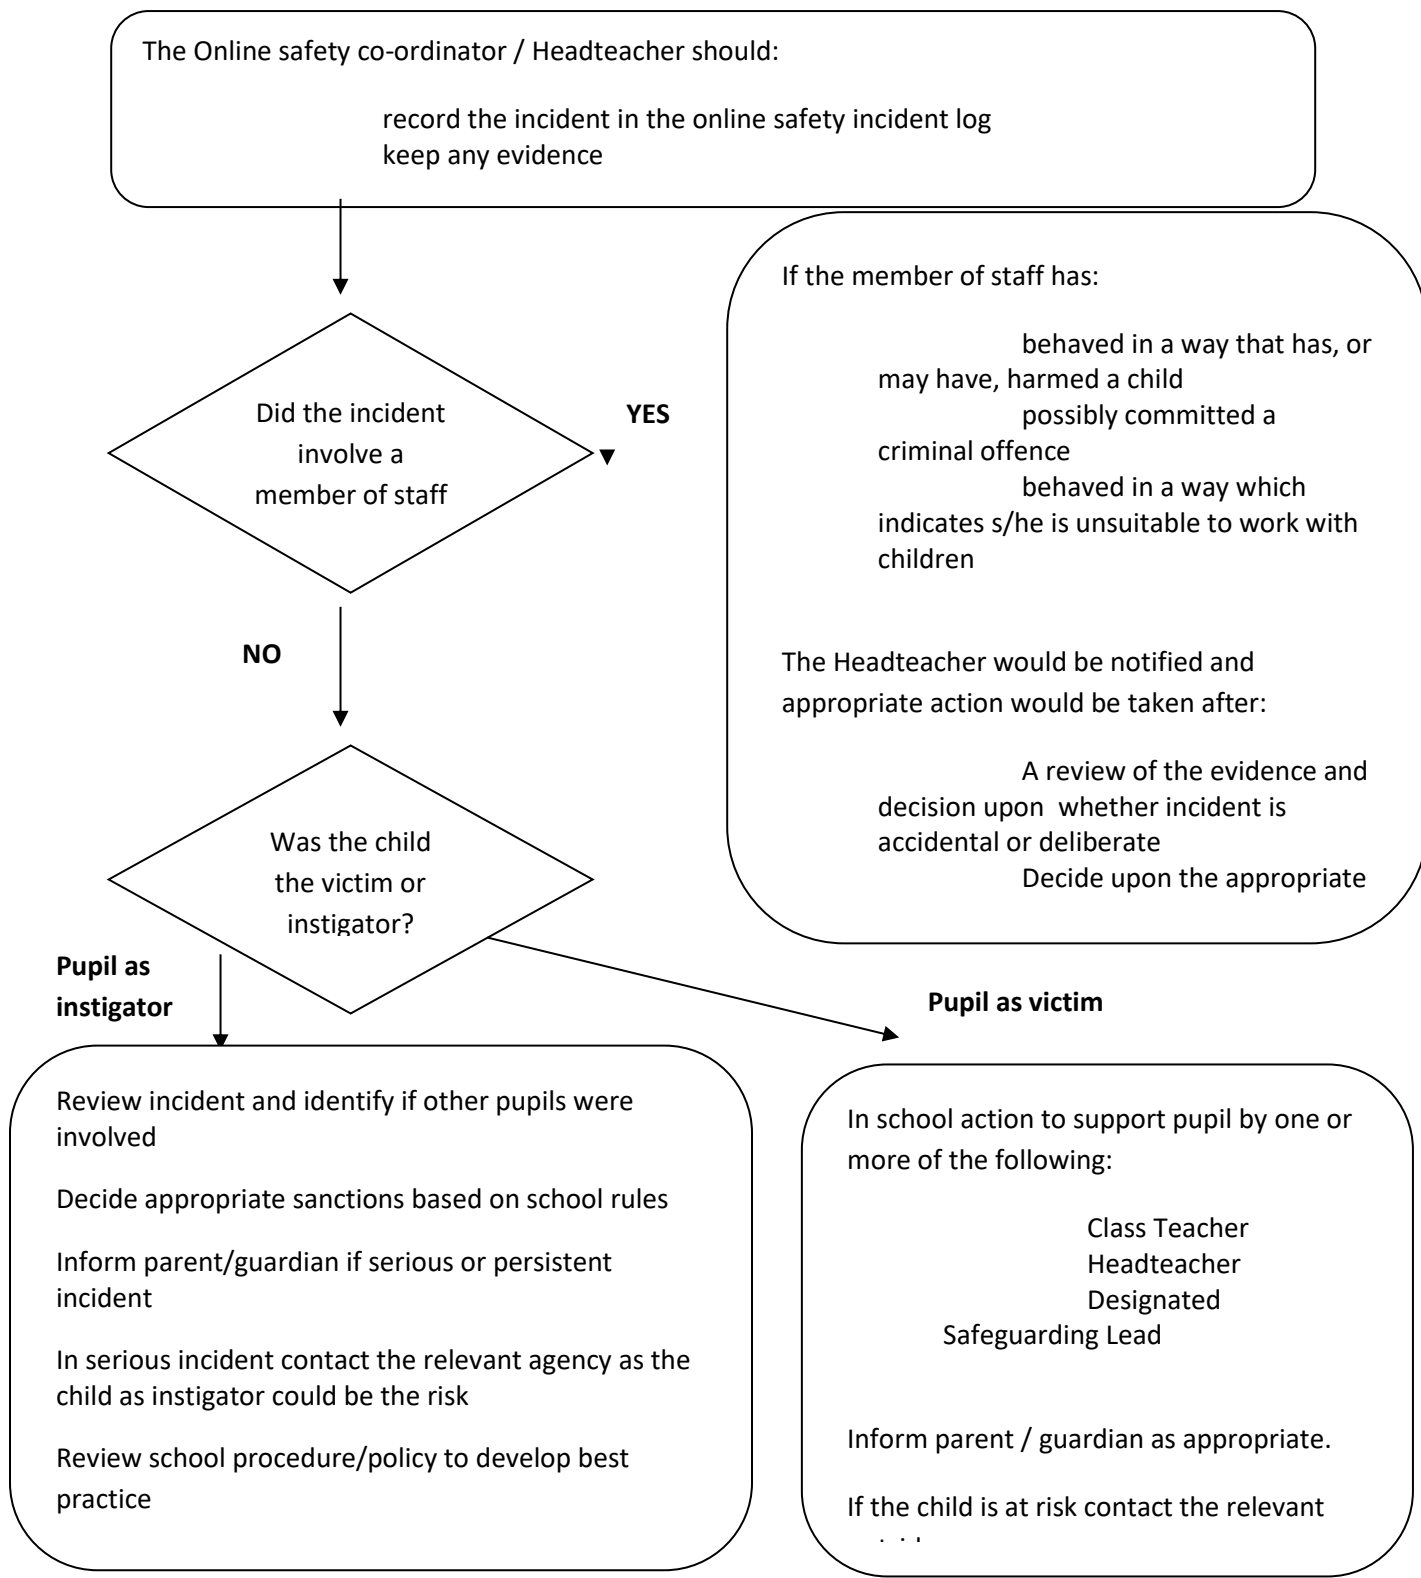 The Online safety co-ordinator / Headteacher should:
record the incident in the online safety incident log
keep any evidence
If the member of staff has:
behaved in a way that has, or
may have, harmed a child
possibly committed a
criminal offence
behaved in a way which
indicates s/he is unsuitable to work with
children
The Headteacher would be notified and
appropriate action would be taken after:
A review of the evidence and
decision upon whether incident is
accidental or deliberate
Decide upon the appropriate
Did the incident
involve a
member of staff
YES
NO
Was the child
the victim or
instigator?
Pupil as
instigator
Pupil as victim
Review incident and identify if other pupils were
involved
Decide appropriate sanctions based on school rules
Inform parent/guardian if serious or persistent
incident
In serious incident contact the relevant agency as the
child as instigator could be the risk
Review school procedure/policy to develop best
practice
In school action to support pupil by one or
more of the following:
Class Teacher
Headteacher
Designated
Safeguarding Lead
Inform parent / guardian as appropriate.
If the child is at risk contact the relevant